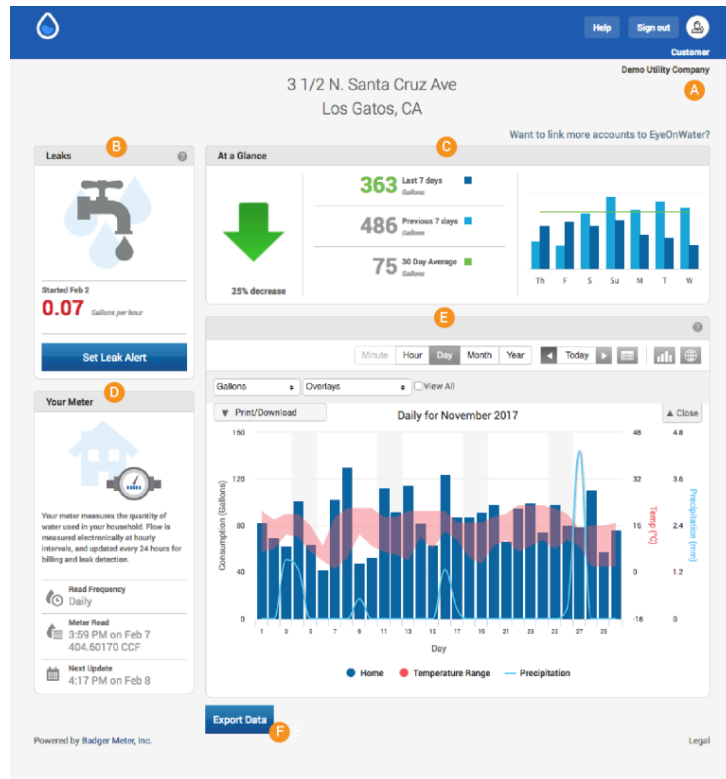 Help
Sign out
Customer
Demo Utility Company
A
3 1/2 N. Santa Cruz Ave
Los Gatos, CA
Want to link more accounts to EyeOnWater?
Leaks
B
?
Started Feb 2
0.07 Gallons per hour
Set Leak Alert
At a Glance
C
25% decrease
363 Last 7 days
Gallons
486 Previous 7 days
Gallons
75 30 Day Average
Gallons
Th F S Su M T W
Your Meter
D
Your meter measures the quantity of
water used in your household. Flow is
measured electronically at hourly
intervals, and updated every 24 hours for
billing and leak detection.
Read Frequency
Daily
Meter Read
3:59 PM on Feb 7
404.60170 CCF
Next Update
4:17 PM on Feb 8
E
?
Minute Hour Day Month Year Today
Gallons Overlays View All
Print/Download
Daily for November 2017
Close
Consumption (Gallons)
160
120
80
40
0
48
32
16
0
-16
Temp (°C)
4.8
3.6
2.4
1.2
0
Precipitation (mm)
1 3 5 7 9 11 13 15 17 19 21 23 25 27 29
Day
Home Temperature Range Precipitation
Export Data
F
Powered by Badger Meter, Inc.
Legal